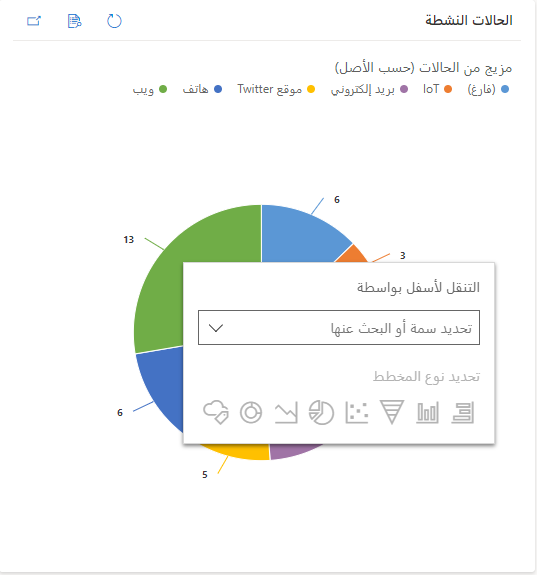 الحالات النشطة
مزيج من الحالات (حسب الأصل)
(فارغ) IoT بريد إلكتروني موقع Twitter هاتف ويب
6
13
3
التنقل لأسفل بواسطة
تحديد سمة أو البحث عنها
تحديد نوع المخطط
6
5